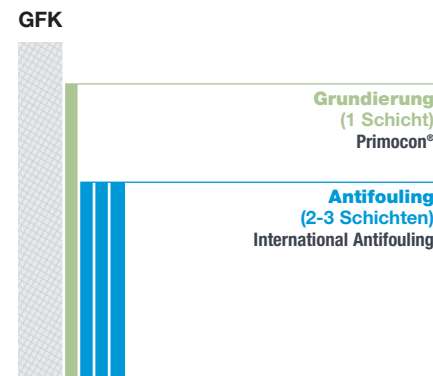 GFK
Grundierung
(1 Schicht)
Primocon®
Antifouling
(2-3 Schichten)
International Antifouling